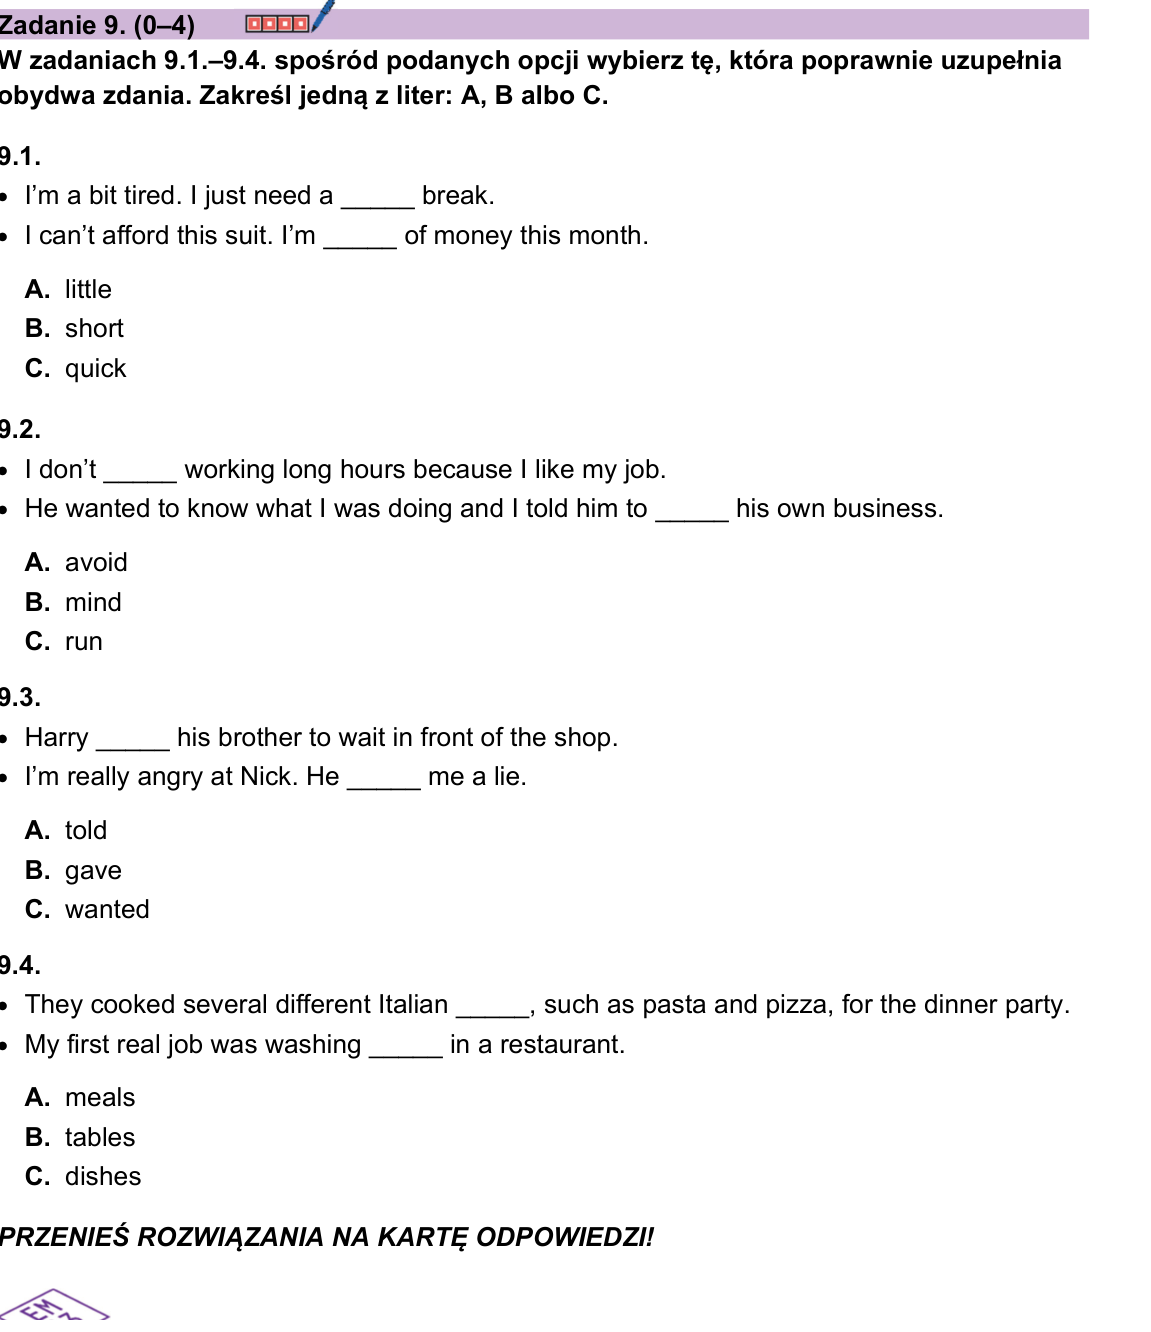 Zadanie 9. (0–4)
W zadaniach 9.1.–9.4. spośród podanych opcji wybierz tę, która poprawnie uzupełnia
obydwa zdania. Zakreśl jedną z liter: A, B albo C.
9.1.
• I’m a bit tired. I just need a _____ break.
• I can’t afford this suit. I’m _____ of money this month.
A. little
B. short
C. quick
9.2.
• I don’t _____ working long hours because I like my job.
• He wanted to know what I was doing and I told him to _____ his own business.
A. avoid
B. mind
C. run
9.3.
• Harry _____ his brother to wait in front of the shop.
• I’m really angry at Nick. He _____ me a lie.
A. told
B. gave
C. wanted
9.4.
• They cooked several different Italian _____, such as pasta and pizza, for the dinner party.
• My first real job was washing _____ in a restaurant.
A. meals
B. tables
C. dishes
PRZENIEŚ ROZWIĄZANIA NA KARTĘ ODPOWIEDZI!